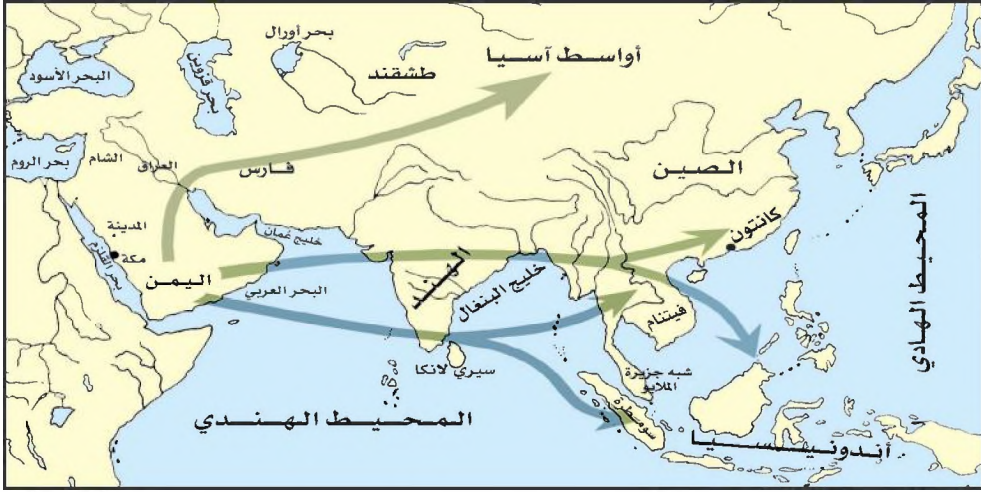 بحر أورال
أواسط آسيا
طشقند
البحر الأسود
بحر قزوين
بحر الروم
الشام
العراق
فارس
الصين
المدينة
مكة
بحر القلزم
خليج عُمان
كانتون
المحيط الهادي
اليمن
البحر العربي
الهند
خليج البنغال
فيتنام
سيري لانكا
شبه جزيرة
الملايو
المحيط الهندي
سومطرة
أندونيسيا